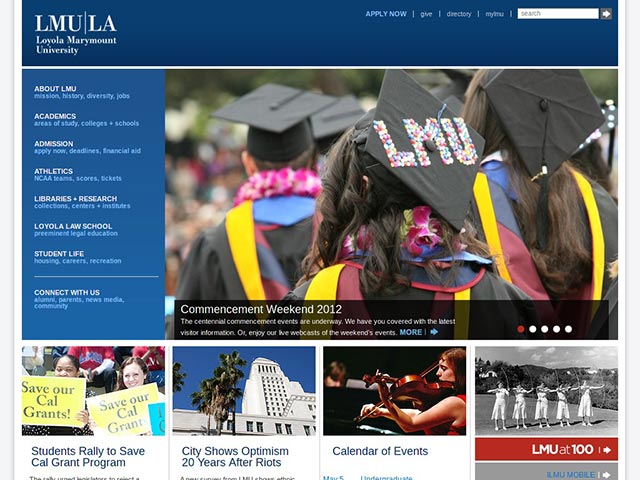 LMU|LA
Loyola Marymount
University
APPLY NOW | give | directory | mylmu | search
ABOUT LMU
mission, history, diversity, jobs
ACADEMICS
areas of study, colleges + schools
ADMISSION
apply now, deadlines, financial aid
ATHLETICS
NCAA teams, scores, tickets
LIBRARIES + RESEARCH
collections, centers + institutes
LOYOLA LAW SCHOOL
preeminent legal education
STUDENT LIFE
housing, careers, recreation
CONNECT WITH US
alumni, parents, news media,
community
LMU
Commencement Weekend 2012
The centennial commencement events are underway. We have you covered with the latest
visitor information. Or, enjoy our live webcasts of the weekend's events. MORE |
Save our
Cal
Grants!
Save our
Cal
Grants!
Students Rally to Save
Cal Grant Program
The rally urged legislators to reject a
City Shows Optimism
20 Years After Riots
A new survey from LMU shows ethnic
Calendar of Events
May 5 Undergraduate
LMU at 100 |
ILMU MOBILE |